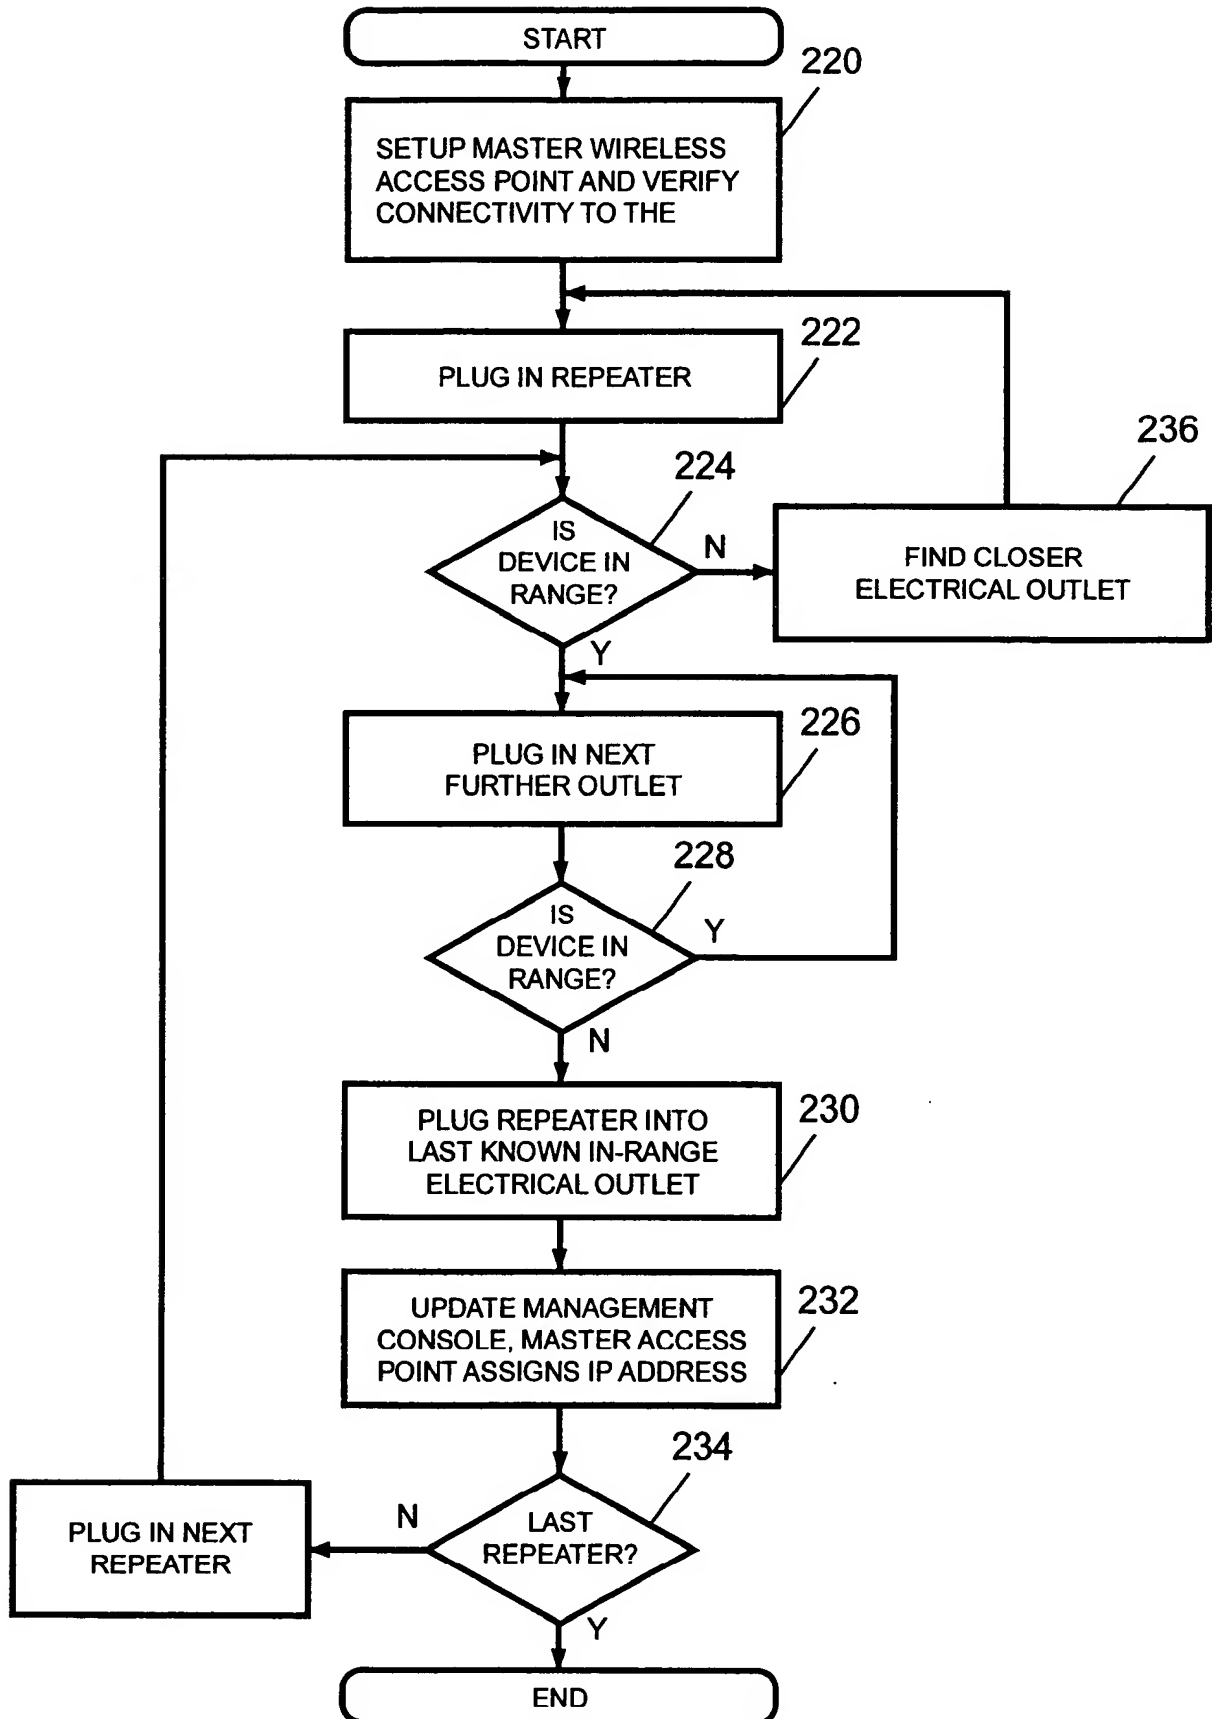 START
220
SETUP MASTER WIRELESS
ACCESS POINT AND VERIFY
CONNECTIVITY TO THE
222
PLUG IN REPEATER
224
236
IS
DEVICE IN
RANGE?
N
FIND CLOSER
ELECTRICAL OUTLET
Y
226
PLUG IN NEXT
FURTHER OUTLET
228
IS
DEVICE IN
RANGE?
Y
N
230
PLUG REPEATER INTO
LAST KNOWN IN-RANGE
ELECTRICAL OUTLET
232
UPDATE MANAGEMENT
CONSOLE, MASTER ACCESS
POINT ASSIGNS IP ADDRESS
234
LAST
REPEATER?
N
PLUG IN NEXT
REPEATER
Y
END